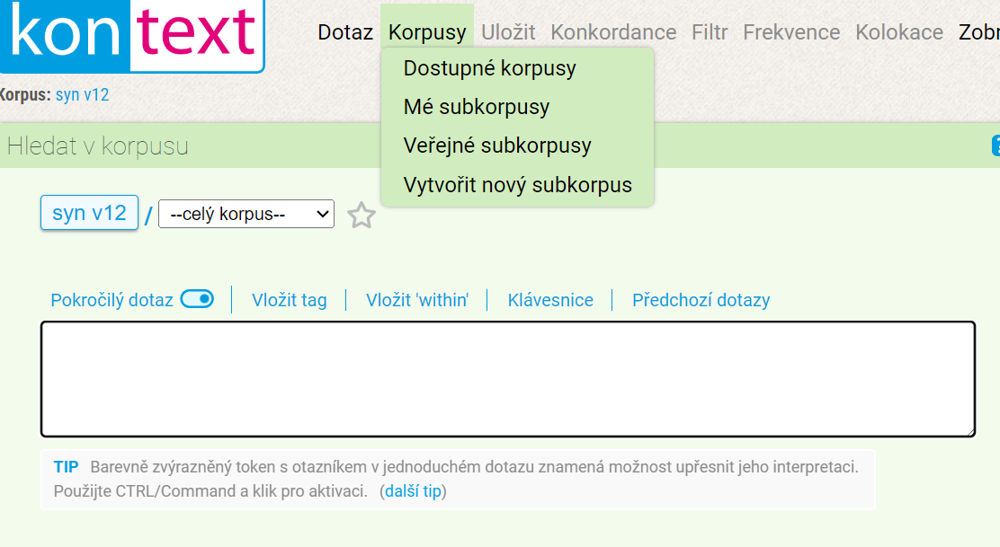 kontext
Dotaz Korpusy Uložit Konkordance Filtr Frekvence Kolokace
Dostupné korpusy
Mé subkorpusy
Veřejné subkorpusy
Vytvořit nový subkorpus
Korpus: syn v12
Hledat v korpusu
syn v12 / --celý korpus--
Pokročilý dotaz Vložit tag Vložit 'within' Klávesnice Předchozí dotazy
TIP Barevně zvýrazněný token s otazníkem v jednoduchém dotazu znamená možnost upřesnit jeho interpretaci.
Použijte CTRL/Command a klik pro aktivaci. (další tip)